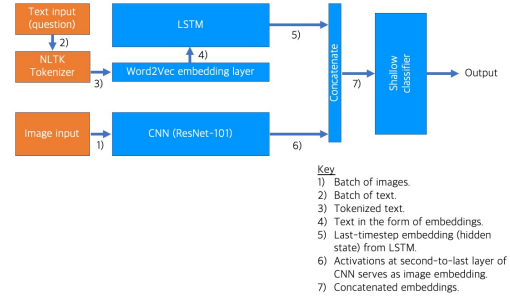 Text input
(question)
2)
NLTK
Tokenizer
3)
LSTM
4)
Word2Vec embedding layer
5)
Image input
1)
CNN (ResNet-101)
6)
Concatenate
7)
Shallow
classifier
Output
Key
1) Batch of images.
2) Batch of text.
3) Tokenized text.
4) Text in the form of embeddings.
5) Last-timestep embedding (hidden
state) from LSTM.
6) Activations at second-to-last layer of
CNN serves as image embedding.
7) Concatenated embeddings.